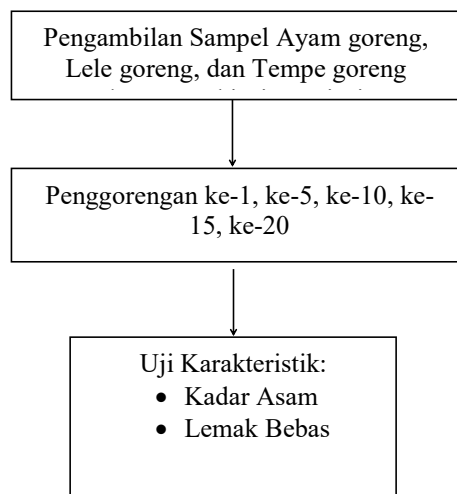 Pengambilan Sampel Ayam goreng,
Lele goreng, dan Tempe goreng
Penggorengan ke-1, ke-5, ke-10, ke-
15, ke-20
Uji Karakteristik:
• Kadar Asam
• Lemak Bebas